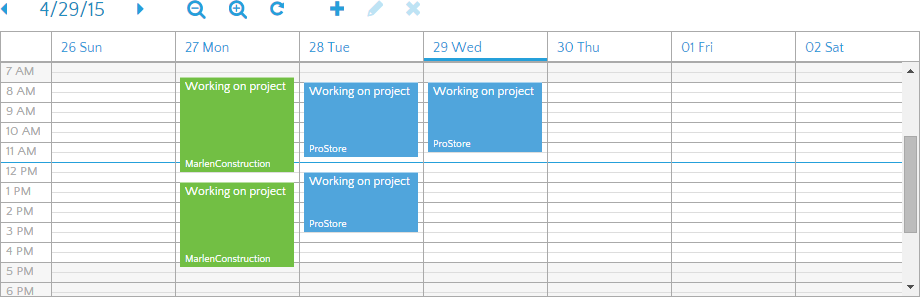 4/29/15
26 Sun 27 Mon 28 Tue 29 Wed 30 Thu 01 Fri 02 Sat
7 AM
8 AM Working on project Working on project Working on project
9 AM
10 AM
11 AM MarlenConstruction ProStore ProStore
12 PM
1 PM Working on project Working on project
2 PM
3 PM ProStore
4 PM MarlenConstruction
5 PM
6 PM